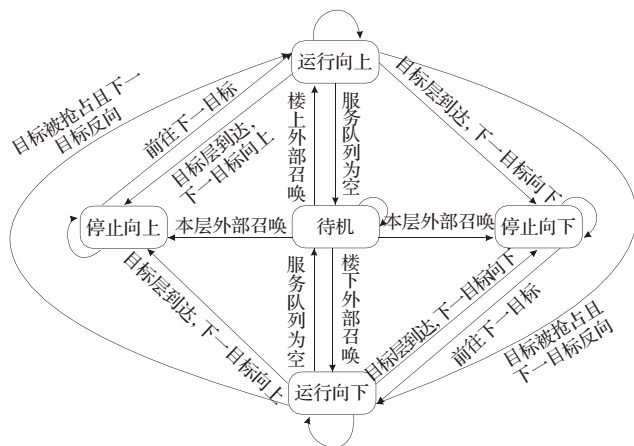 运行向上
目标被抢占且下一
目标反向
前往下一目标
目标层到达,
下一目标向上
楼上外部召唤
服务队列为空
目标层到达,下一目标向下
停止向上
本层外部召唤
待机
本层外部召唤
停止向下
目标层到达,下一目标向上
服务队列为空
楼下外部召唤
目标层到达,下一目标向下
前往下一目标
目标被抢占且
下一目标反向
运行向下